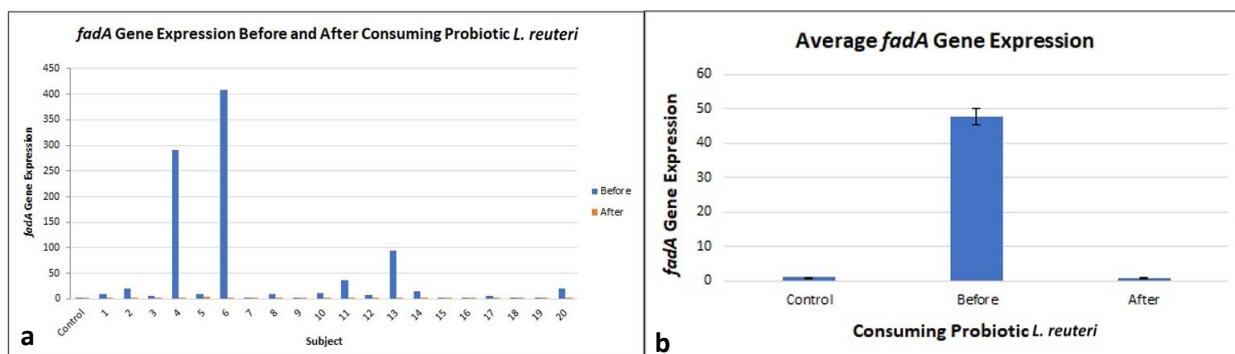 fadA Gene Expression Before and After Consuming Probiotic L. reuteri
450
400
350
300
250
200
150
100
50
0
fadA Gene Expression
Control 1 2 3 4 5 6 7 8 9 10 11 12 13 14 15 16 17 18 19 20
Subject
Before
After
a
Average fadA Gene Expression
60
50
40
30
20
10
0
fadA Gene Expression
Control Before After
Consuming Probiotic L. reuteri
b